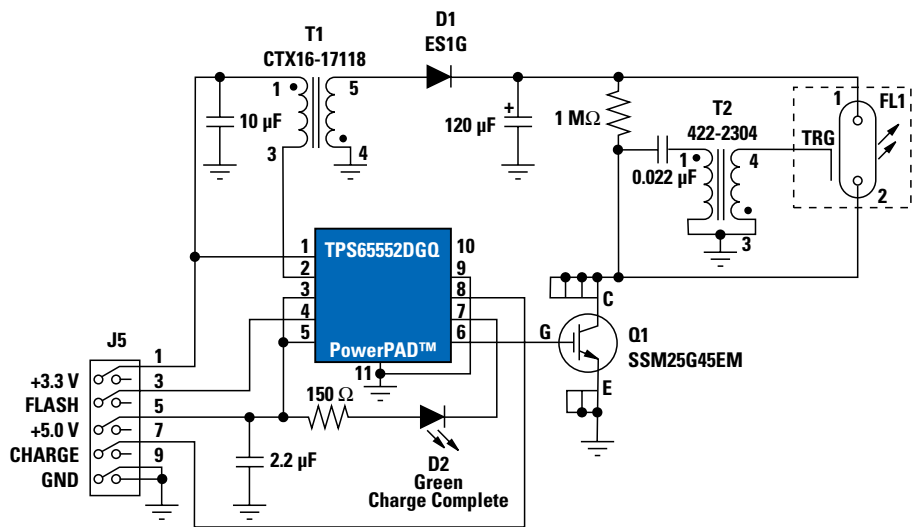 T1
CTX16-17118
D1
ES1G
1
5
3
4
10 µF
120 µF
+
1 MΩ
T2
422-2304
1
4
3
0.022 µF
TRG
1
FL1
2
TPS65552DGQ
PowerPAD™
1
2
3
4
5
10
9
8
7
6
11
G
C
E
Q1
SSM25G45EM
J5
+3.3 V
FLASH
+5.0 V
CHARGE
GND
1
3
5
7
9
150 Ω
2.2 µF
D2
Green
Charge Complete